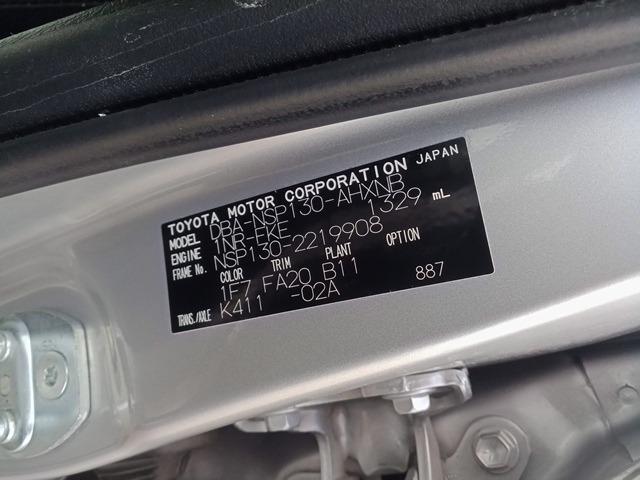 TOYOTA MOTOR CORPORATION JAPAN
MODEL DBA-NSP130-AHXNB
ENGINE 1NR-FKE 1329 mL
FRAME No. NSP130-2219908
COLOR TRIM PLANT OPTION
1F7 FA20 B11 887
TRANS./AXLE K411 -02A